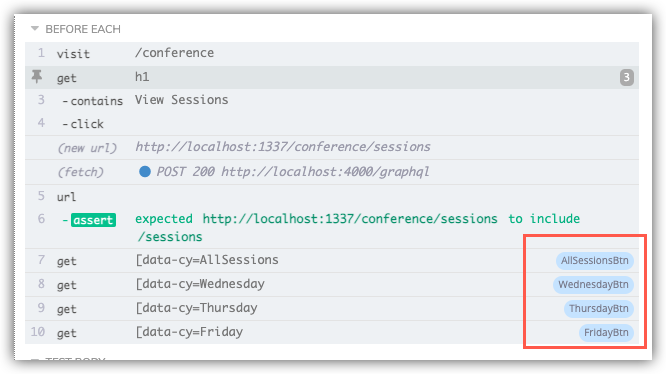 BEFORE EACH
1 visit /conference
get h1 3
3 -contains View Sessions
4 -click
(new url) http://localhost:1337/conference/sessions
(fetch) POST 200 http://localhost:4000/graphql
5 url
6 -assert expected http://localhost:1337/conference/sessions to include
/sessions
7 get [data-cy=AllSessions AllSessionsBtn
8 get [data-cy=Wednesday WednesdayBtn
9 get [data-cy=Thursday ThursdayBtn
10 get [data-cy=Friday FridayBtn
TEST BODY